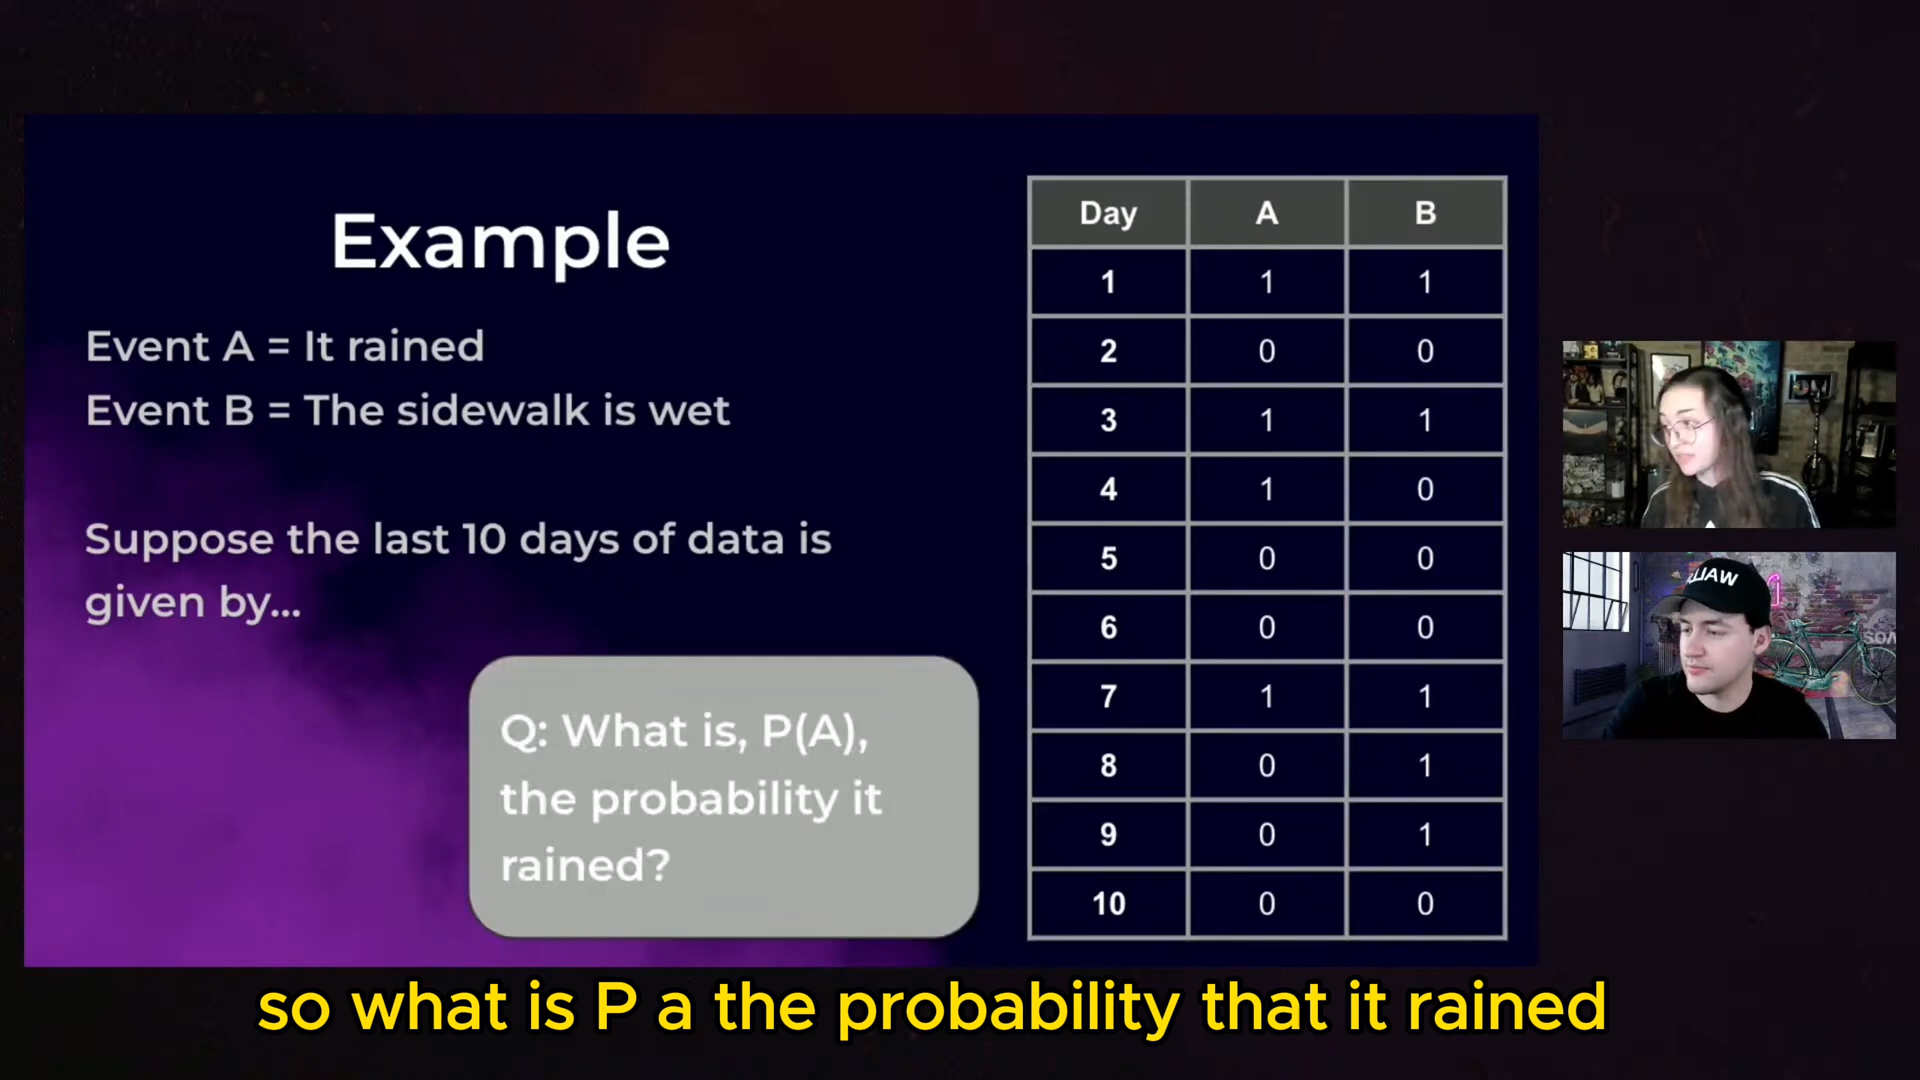 Example
Event A = It rained
Event B = The sidewalk is wet
Suppose the last 10 days of data is
given by...
Q: What is, P(A),
the probability it
rained?
Day A B
1 1 1
2 0 0
3 1 1
4 1 0
5 0 0
6 0 0
7 1 1
8 0 1
9 0 1
10 0 0
so what is P a the probability that it rained